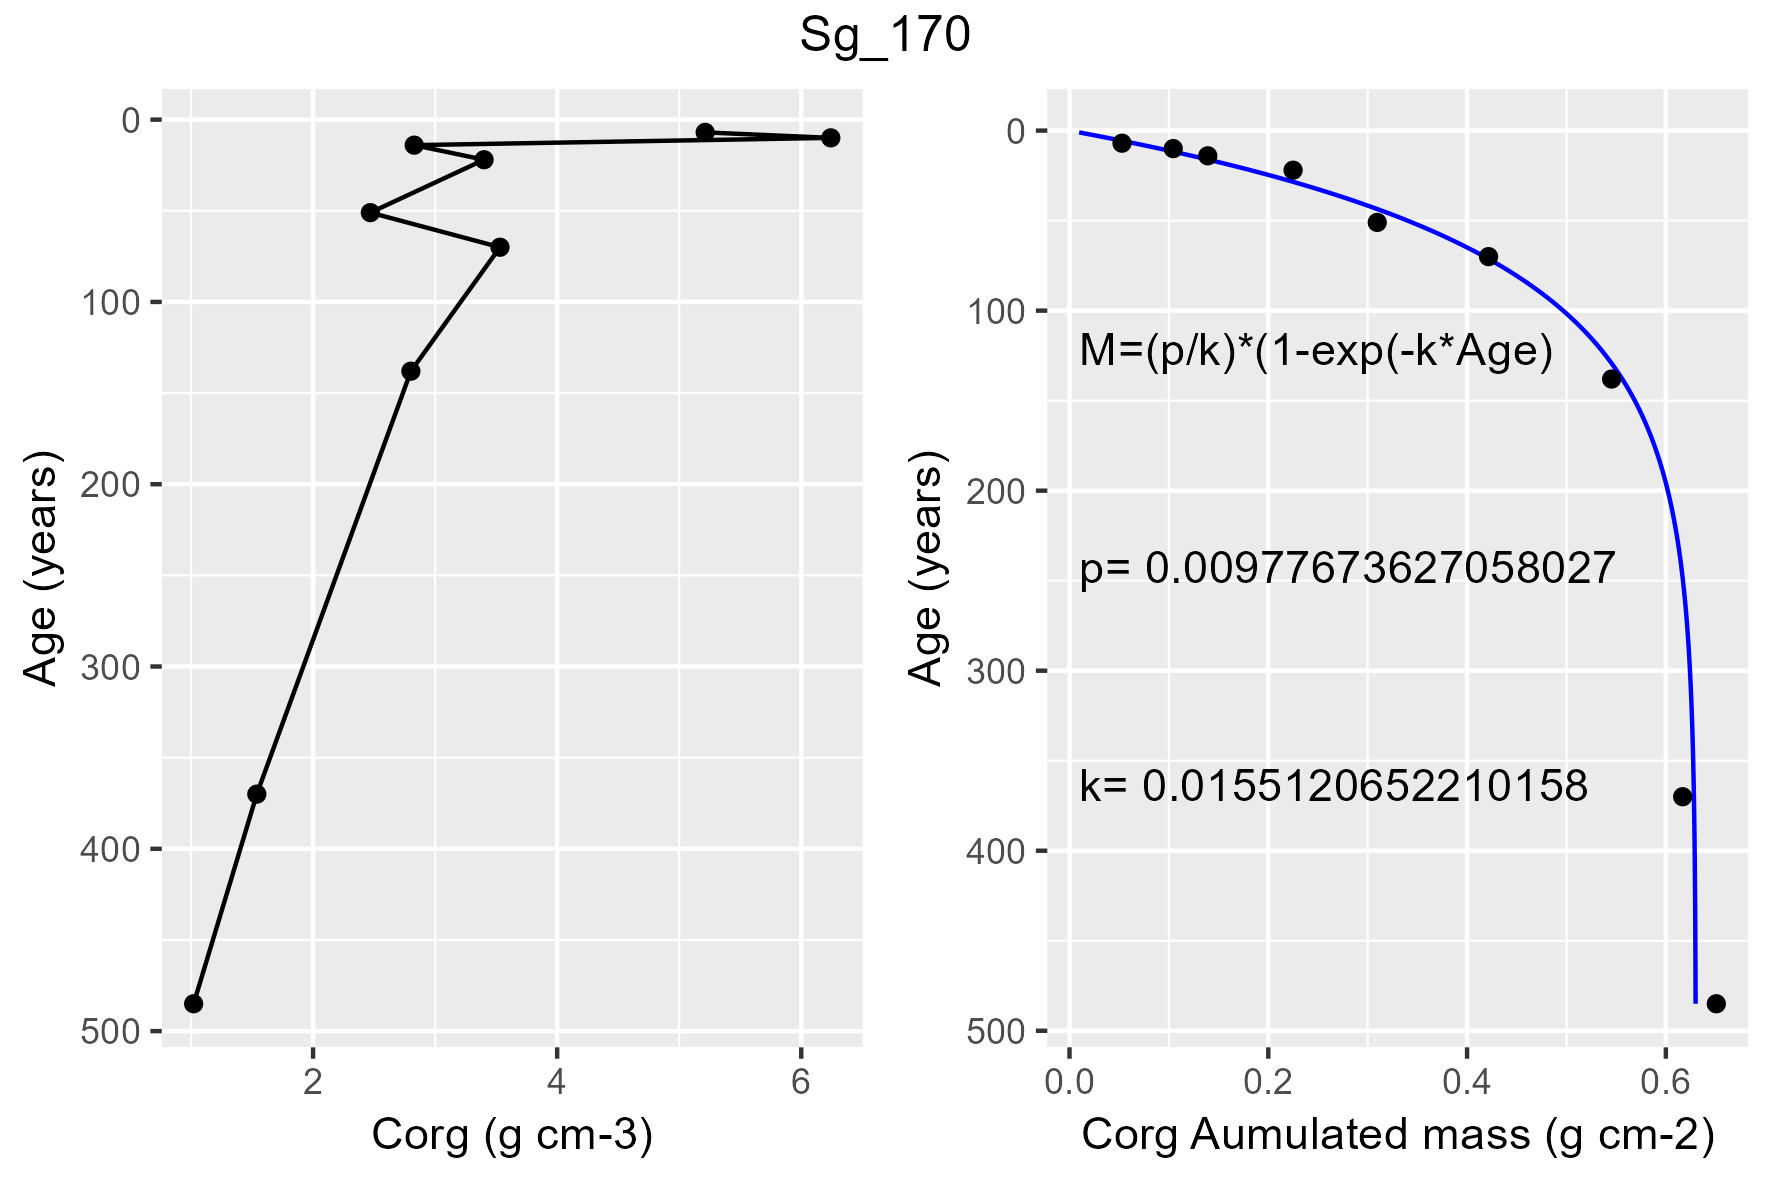 Sg_170
0
100
200
300
400
500
2
4
6
Age (years)
Corg (g cm-3)
0
100
200
300
400
500
0.0
0.2
0.4
0.6
Age (years)
Corg Aumulated mass (g cm-2)
M=(p/k)*(1-exp(-k*Age)
p= 0.00977673627058027
k= 0.0155120652210158